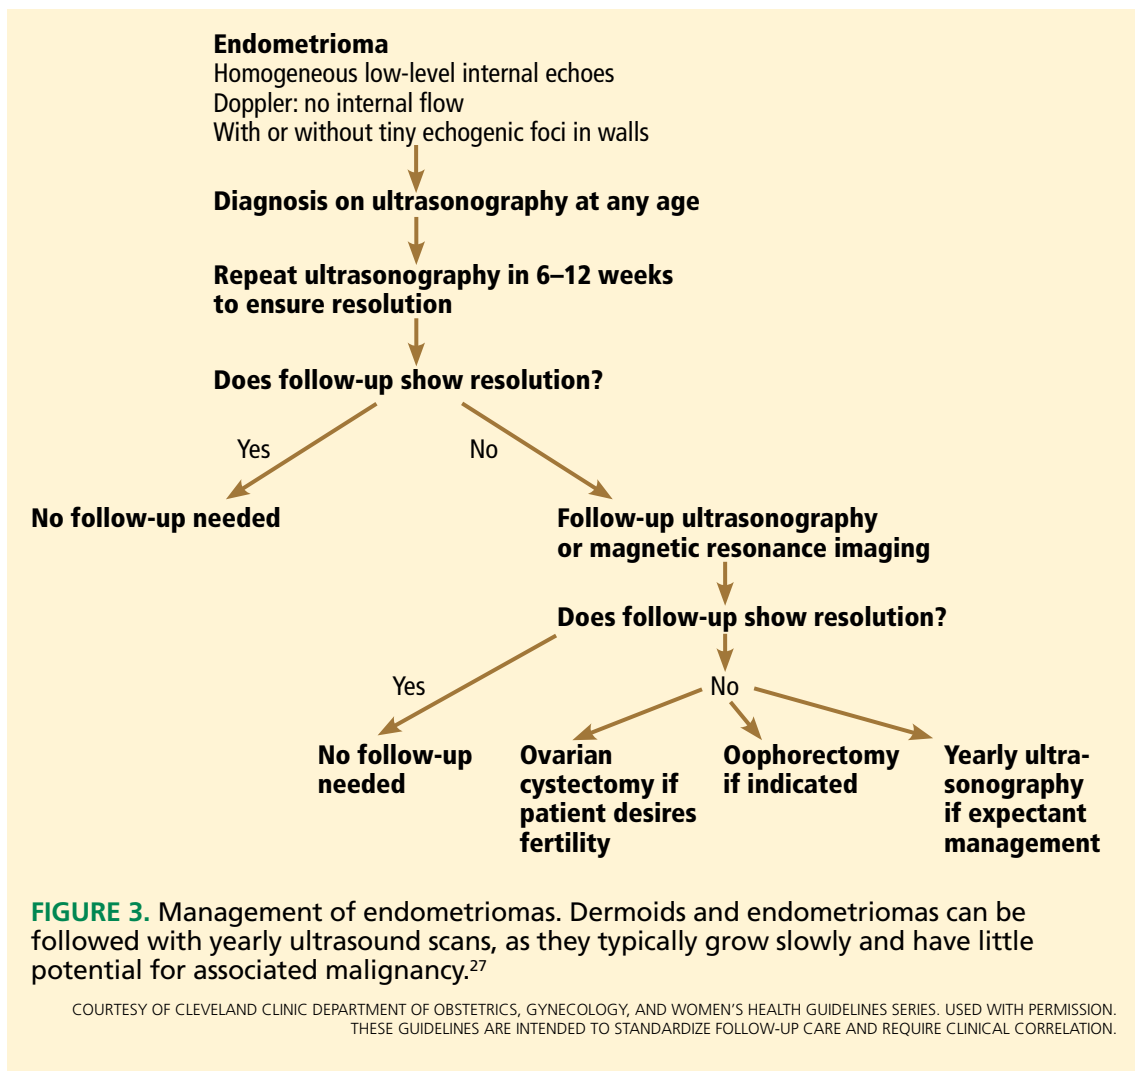 Endometrioma
Homogeneous low-level internal echoes
Doppler: no internal flow
With or without tiny echogenic foci in walls
Diagnosis on ultrasonography at any age
Repeat ultrasonography in 6–12 weeks
to ensure resolution
Does follow-up show resolution?
Yes
No
No follow-up needed
Follow-up ultrasonography
or magnetic resonance imaging
Does follow-up show resolution?
Yes
No
No follow-up
needed
Ovarian
cystectomy if
patient desires
fertility
Oophorectomy
if indicated
Yearly ultra-
sonography
if expectant
management
FIGURE 3. Management of endometriomas. Dermoids and endometriomas can be
followed with yearly ultrasound scans, as they typically grow slowly and have little
potential for associated malignancy.27
COURTESY OF CLEVELAND CLINIC DEPARTMENT OF OBSTETRICS, GYNECOLOGY, AND WOMEN'S HEALTH GUIDELINES SERIES. USED WITH PERMISSION.
THESE GUIDELINES ARE INTENDED TO STANDARDIZE FOLLOW-UP CARE AND REQUIRE CLINICAL CORRELATION.